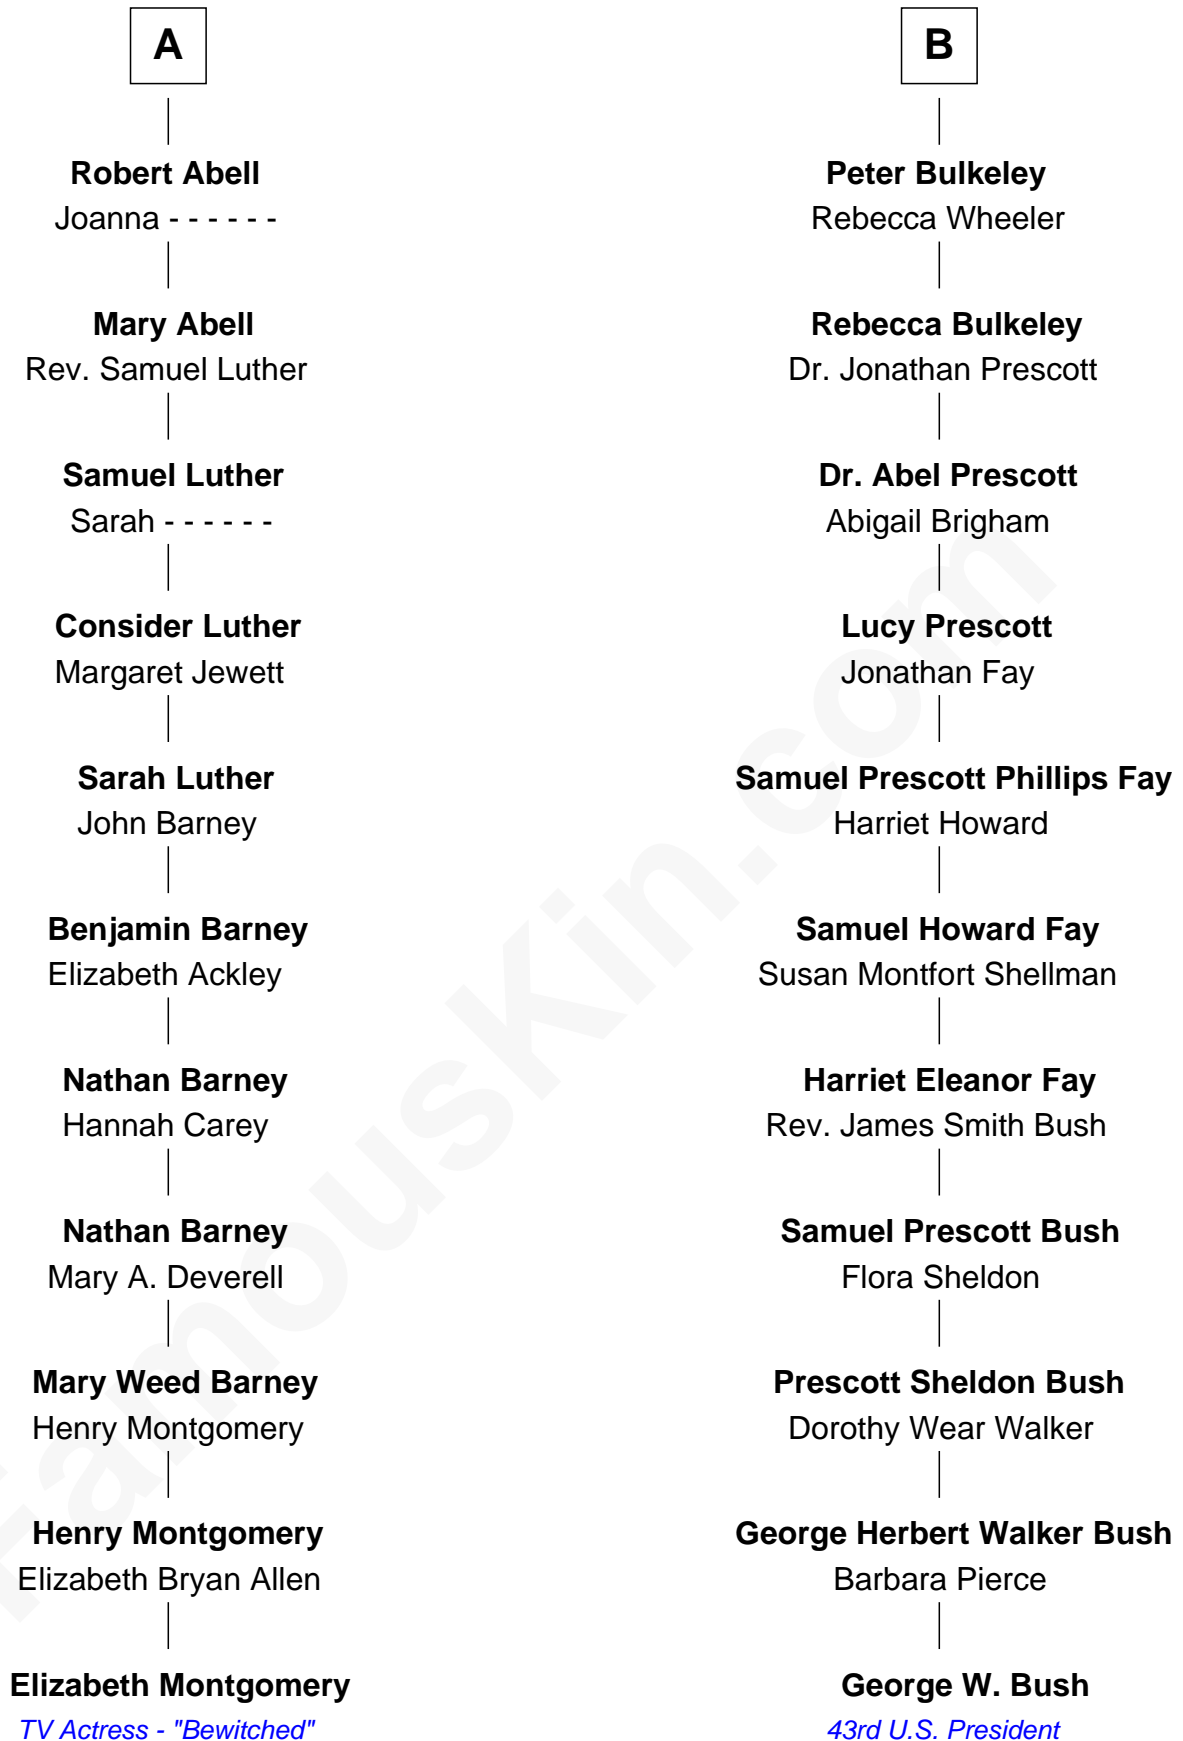 A
Robert Abell
Joanna - - - - - -
Mary Abell
Rev. Samuel Luther
Samuel Luther
Sarah - - - - - -
Consider Luther
Margaret Jewett
Sarah Luther
John Barney
Benjamin Barney
Elizabeth Ackley
Nathan Barney
Hannah Carey
Nathan Barney
Mary A. Deverell
Mary Weed Barney
Henry Montgomery
Henry Montgomery
Elizabeth Bryan Allen
Elizabeth Montgomery
TV Actress - "Bewitched"
B
Peter Bulkeley
Rebecca Wheeler
Rebecca Bulkeley
Dr. Jonathan Prescott
Dr. Abel Prescott
Abigail Brigham
Lucy Prescott
Jonathan Fay
Samuel Prescott Phillips Fay
Harriet Howard
Samuel Howard Fay
Susan Montfort Shellman
Harriet Eleanor Fay
Rev. James Smith Bush
Samuel Prescott Bush
Flora Sheldon
Prescott Sheldon Bush
Dorothy Wear Walker
George Herbert Walker Bush
Barbara Pierce
George W. Bush
43rd U.S. President
FamousKin.com